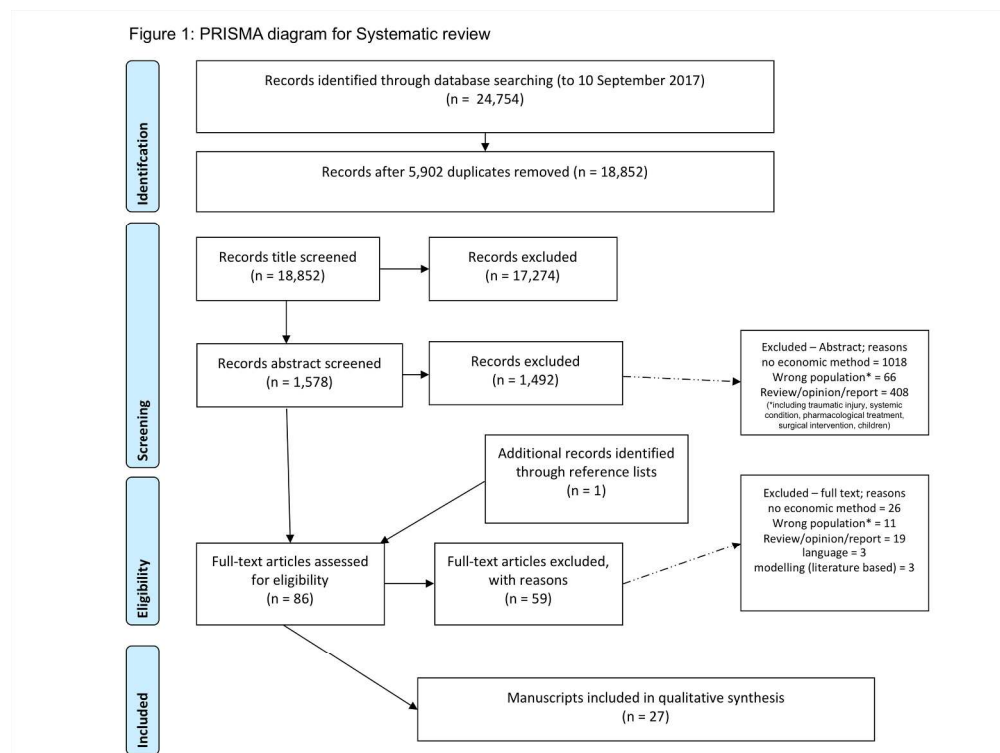 Figure 1: PRISMA diagram for Systematic review
Identifcation
Records identified through database searching (to 10 September 2017)
(n = 24,754)
Records after 5,902 duplicates removed (n = 18,852)
Screening
Records title screened
(n = 18,852)
Records excluded
(n = 17,274)
Records abstract screened
(n = 1,578)
Records excluded
(n = 1,492)
Excluded – Abstract; reasons
no economic method = 1018
Wrong population* = 66
Review/opinion/report = 408
(*including traumatic injury, systemic
condition, pharmacological treatment,
surgical intervention, children)
Additional records identified
through reference lists
(n = 1)
Eligibility
Full-text articles assessed
for eligibility
(n = 86)
Full-text articles excluded,
with reasons
(n = 59)
Excluded – full text; reasons
no economic method = 26
Wrong population* = 11
Review/opinion/report = 19
language = 3
modelling (literature based) = 3
Included
Manuscripts included in qualitative synthesis
(n = 27)